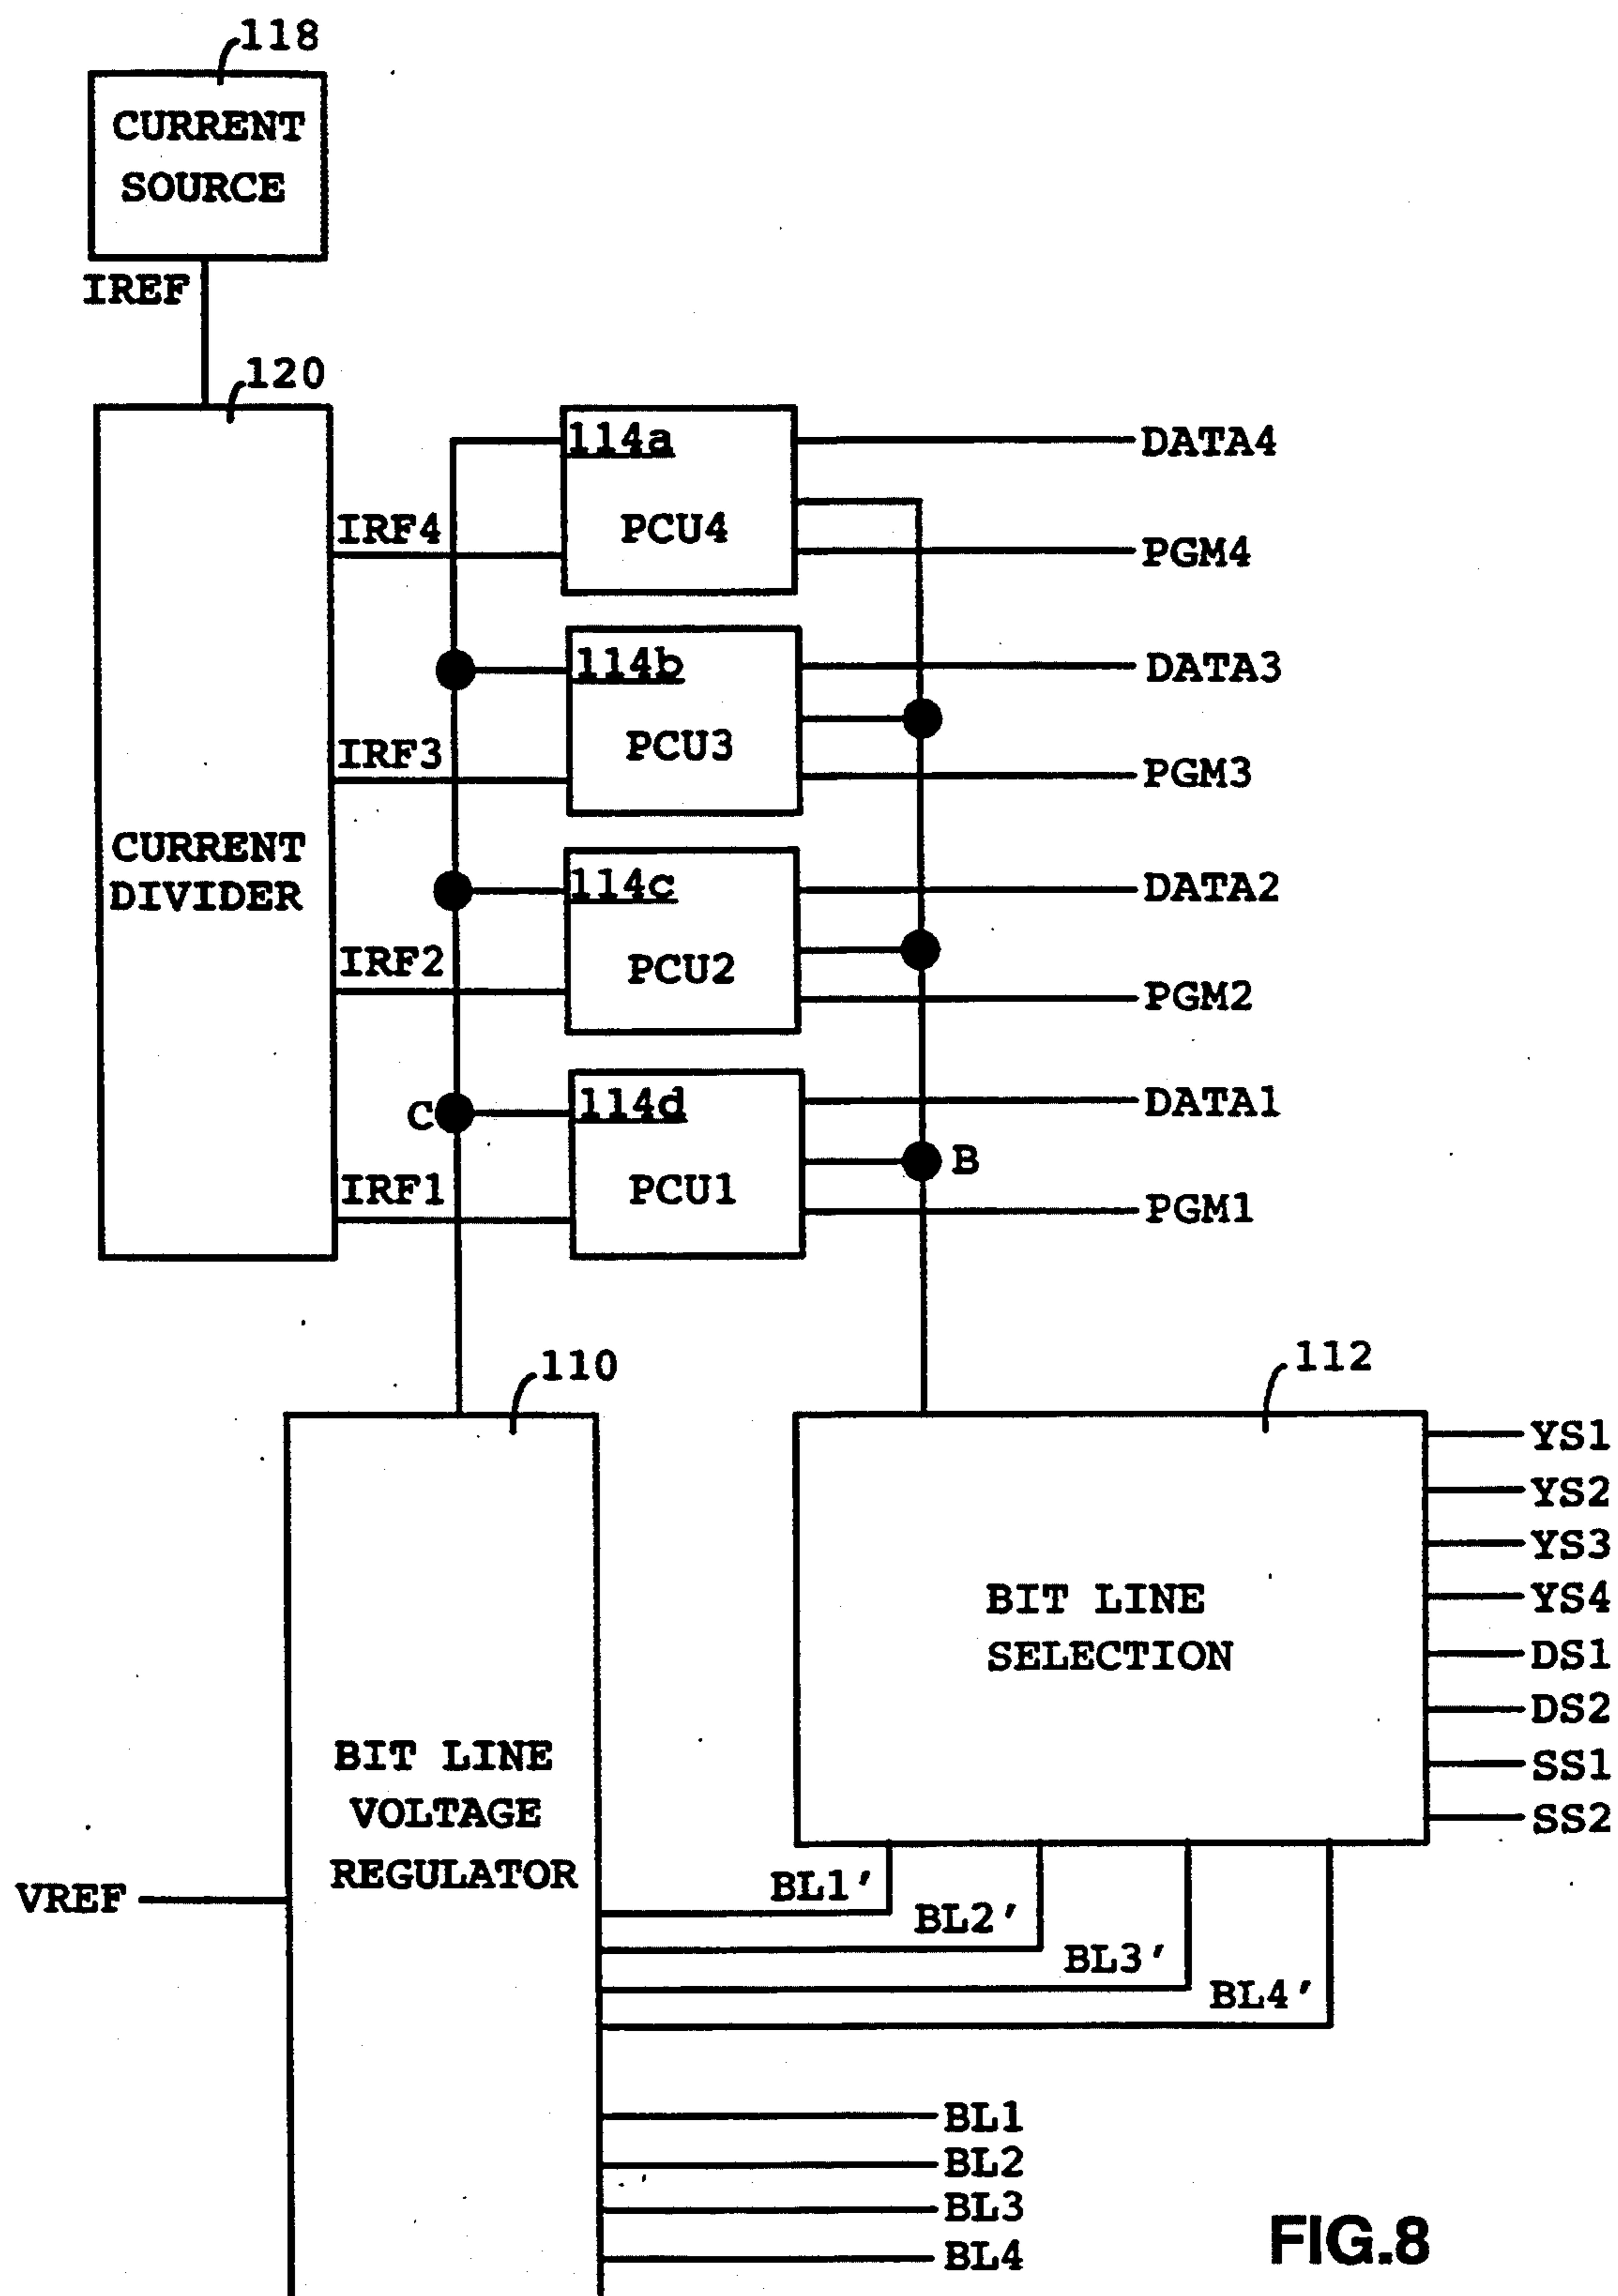 118
CURRENT
SOURCE
IREF
120
CURRENT
DIVIDER
114a
PCU4
IRF4
DATA4
PGM4
114b
PCU3
IRF3
DATA3
PGM3
114c
PCU2
IRF2
DATA2
PGM2
C
114d
PCU1
IRF1
DATA1
B
PGM1
110
112
BIT LINE
SELECTION
YS1
YS2
YS3
YS4
DS1
DS2
SS1
SS2
BIT LINE
VOLTAGE
REGULATOR
VREF
BL1'
BL2'
BL3'
BL4'
BL1
BL2
BL3
BL4
FIG.8